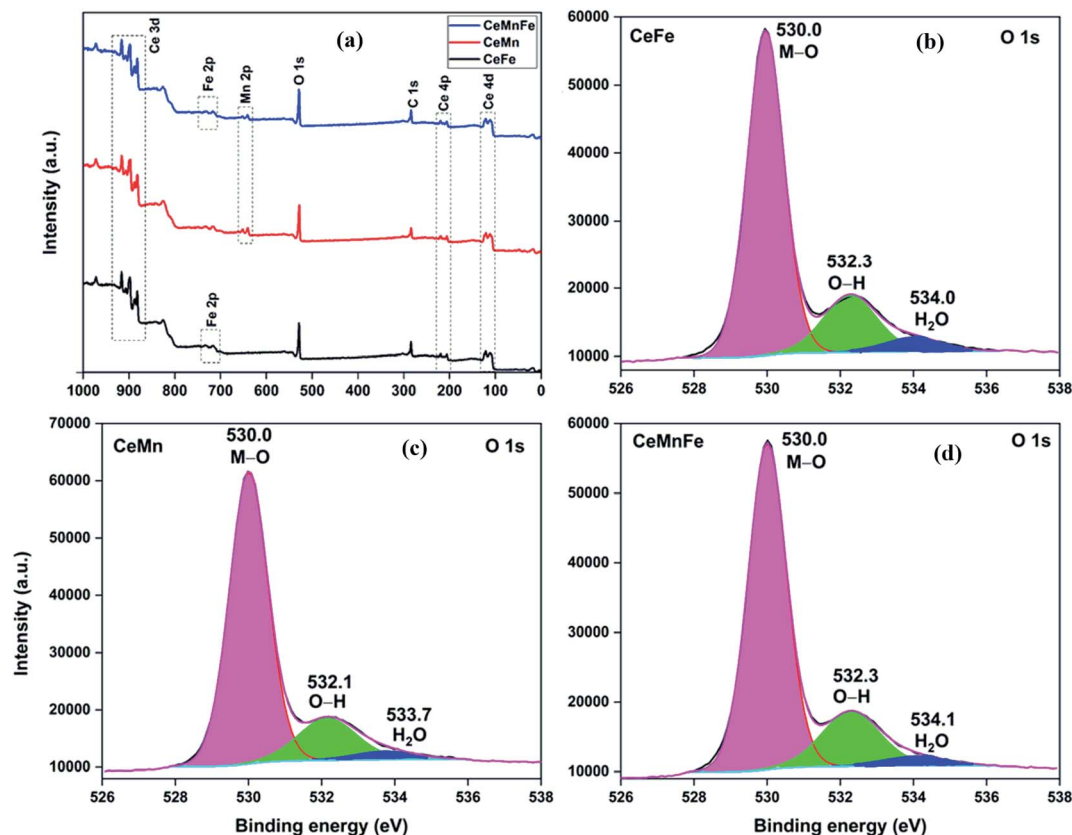 (a)
CeMnFe
CeMn
CeFe
Ce 3d
Fe 2p
Mn 2p
O 1s
C 1s
Ce 4p
Ce 4d
Fe 2p
Intensity (a.u.)
1000 900 800 700 600 500 400 300 200 100 0
CeFe
530.0
M–O
(b)
O 1s
532.3
O–H
534.0
H₂O
60000
50000
40000
30000
20000
10000
526 528 530 532 534 536 538
CeMn
530.0
M–O
(c)
O 1s
532.1
O–H
533.7
H₂O
70000
60000
50000
40000
30000
20000
10000
Intensity (a.u.)
526 528 530 532 534 536 538
Binding energy (eV)
CeMnFe
530.0
M–O
(d)
O 1s
532.3
O–H
534.1
H₂O
60000
50000
40000
30000
20000
10000
526 528 530 532 534 536 538
Binding energy (eV)